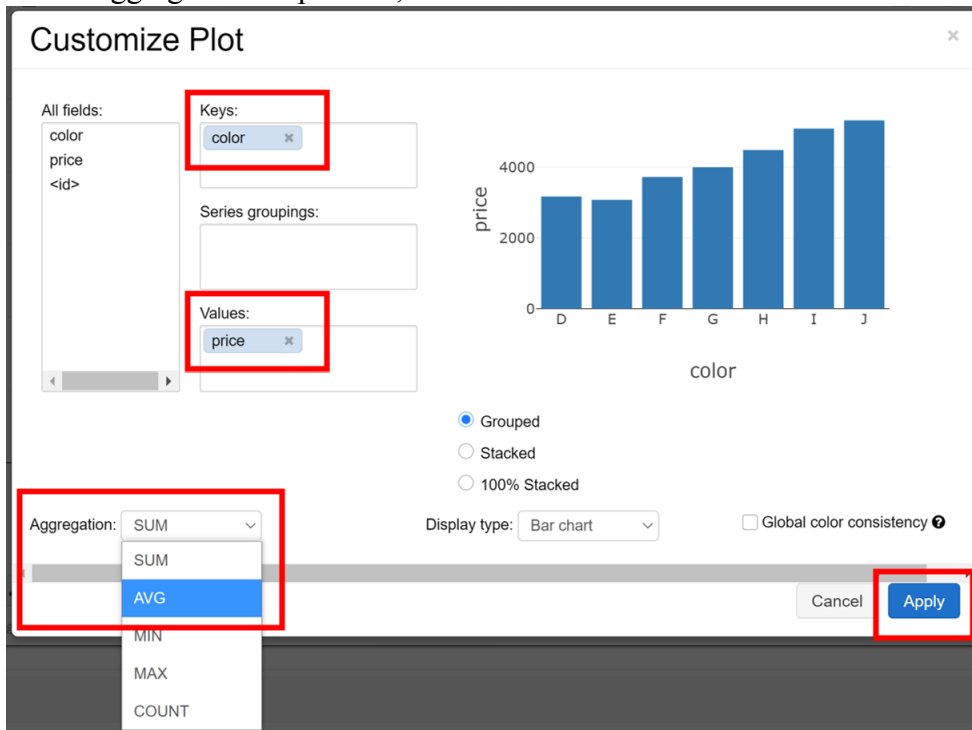 Customize Plot
×
All fields:
color
price
<id>
Keys:
color ×
Series groupings:
Values:
price ×
price
4000
2000
0
D E F G H I J
color
Grouped
Stacked
100% Stacked
Aggregation: SUM
Display type: Bar chart
Global color consistency ?
SUM
AVG
MIN
MAX
COUNT
Cancel Apply